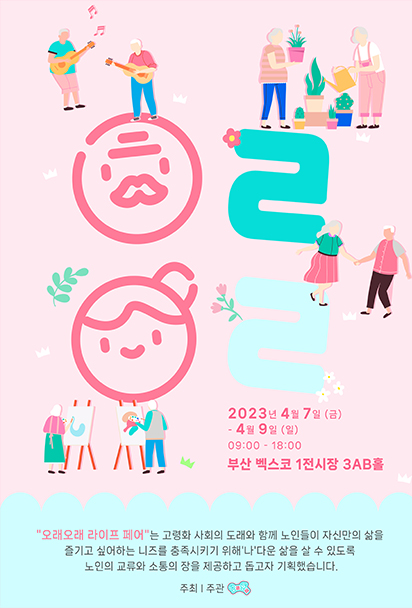 2023년 4월 7일 (금)
- 4월 9일 (일)
09:00 - 18:00
부산 벡스코 1전시장 3AB홀
"오래오래 라이프 페어"는 고령화 사회의 도래와 함께 노인들이 자신만의 삶을
즐기고 싶어하는 니즈를 충족시키기 위해'나'다운 삶을 살 수 있도록
노인의 교류와 소통의 장을 제공하고 돕고자 기획했습니다.
주최 I 주관